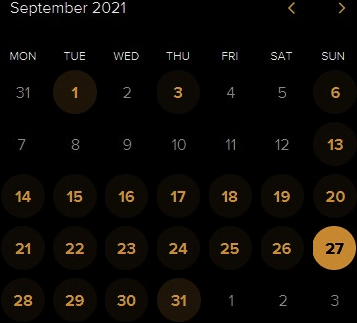 September 2021
MON TUE WED THU FRI SAT SUN
31 1 2 3 4 5 6
7 8 9 10 11 12 13
14 15 16 17 18 19 20
21 22 23 24 25 26 27
28 29 30 31 1 2 3